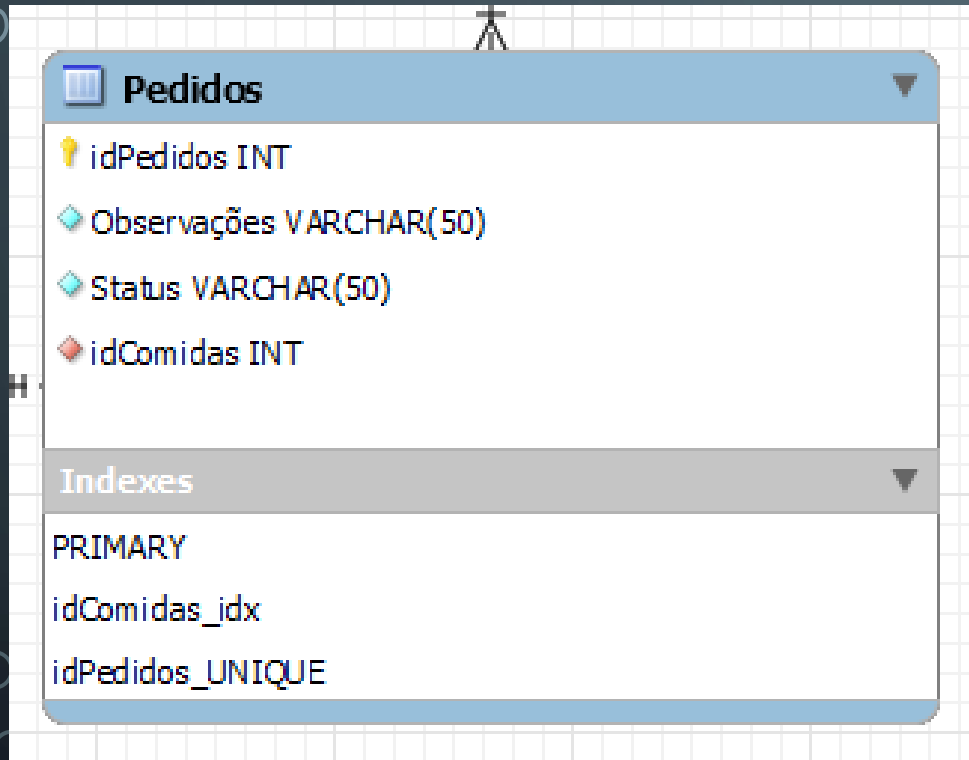 Pedidos
idPedidos INT
Observações VARCHAR(50)
Status VARCHAR(50)
idComidas INT
Indexes
PRIMARY
idComidas_idx
idPedidos_UNIQUE